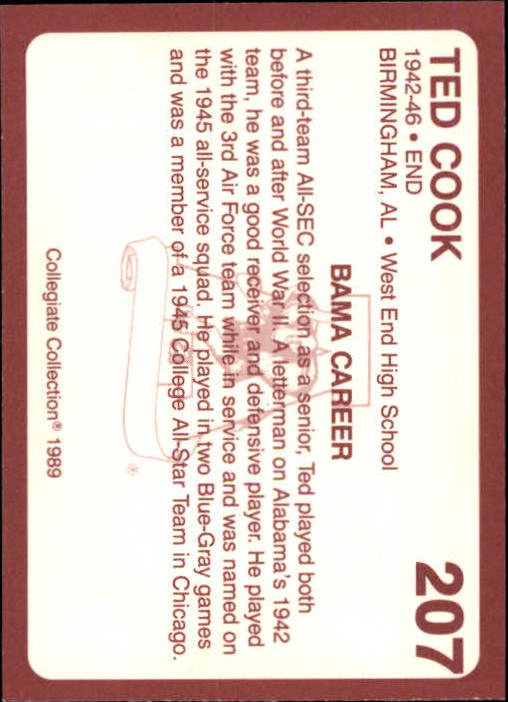 TED COOK 207
1942-46 • END
BIRMINGHAM, AL • West End High School
BAMA CAREER
A third-team All-SEC selection as a senior, Ted played both
before and after World War II. A letterman on Alabama's 1942
team, he was a good receiver and defensive player. He played
with the 3rd Air Force team while in service and was named on
the 1945 all-service squad. He played in two Blue-Gray games
and was a member of a 1945 College All-Star Team in Chicago.
®
Collegiate Collection® 1989